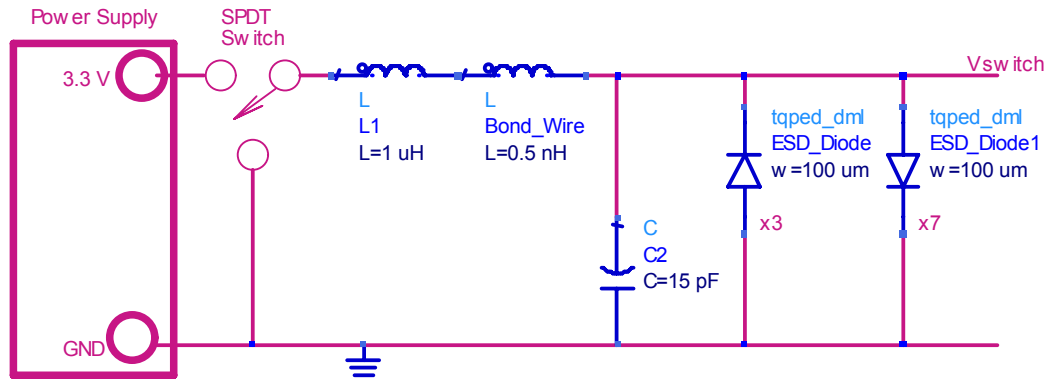 Power Supply
SPDT
Switch
3.3 V
Vswitch
L
L1
L=1 uH
L
Bond_Wire
L=0.5 nH
tqped_dml
ESD_Diode
w=100 um
x3
tqped_dml
ESD_Diode1
w=100 um
x7
C
C2
C=15 pF
GND